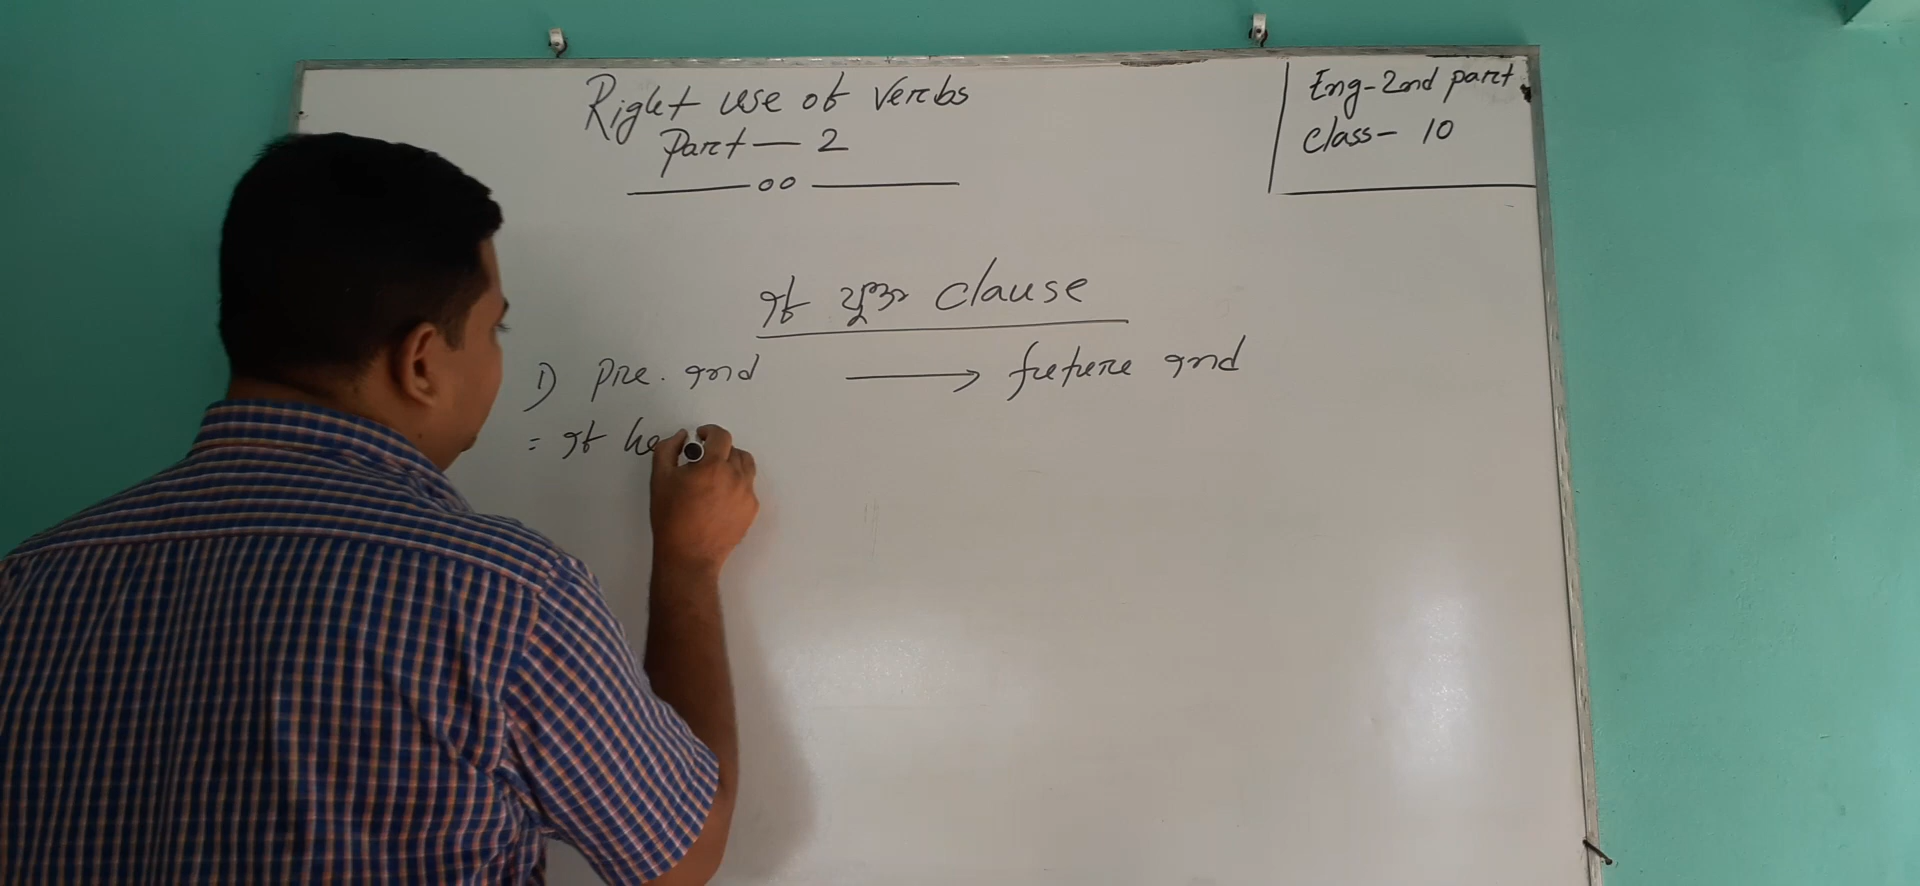 Right use of Verbs
Part — 2
Eng-2nd part
Class- 10
If যুক্ত clause
1) Pre. Ind → future Ind
= If he